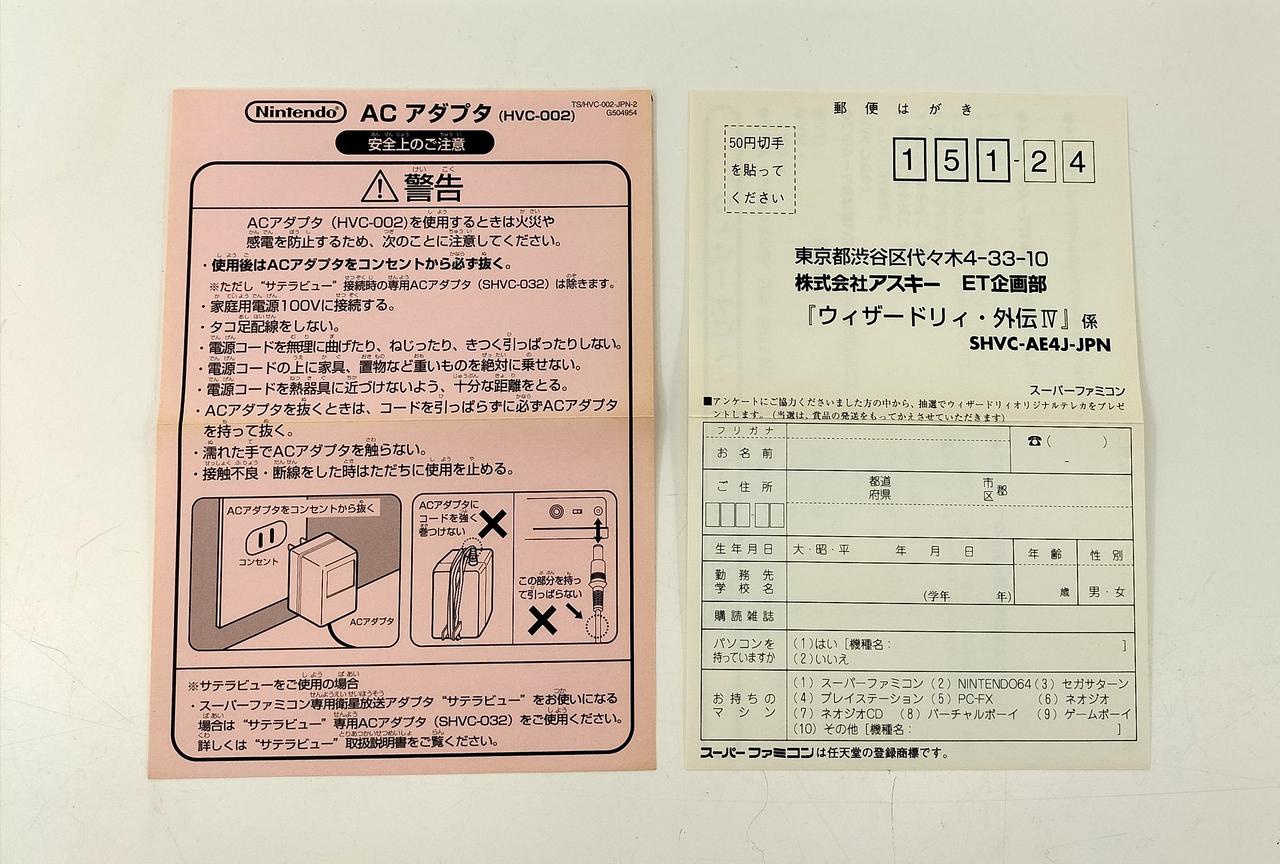 Nintendo ACアダプタ (HVC-002)
TS/HVC-002-JPN-2
G504954
安全上のご注意
警告
ACアダプタ (HVC-002)を使用するときは火災や
感電を防止するため、次のことに注意してください。
・使用後はACアダプタをコンセントから必ず抜く。
※ただし“サテラビュー”接続時の専用ACアダプタ (SHVC-032) は除きます。
・家庭用電源100Vに接続する。
・タコ足配線をしない。
・電源コードを無理に曲げたり、ねじったり、きつく引っぱったりしない。
・電源コードの上に家具、置物など重いものを絶対に乗せない。
・電源コードを熱器具に近づけないよう、十分な距離をとる。
・ACアダプタを抜くときは、コードを引っぱらずに必ずACアダプタ
を持って抜く。
・濡れた手でACアダプタを触らない。
・接触不良・断線をした時はただちに使用を止める。
ACアダプタをコンセントから抜く
コンセント
ACアダプタ
ACアダプタに
コードを強く
巻つけない
この部分を持っ
て引っぱらない
※サテラビューをご使用の場合
・スーパーファミコン専用衛星放送アダプタ“サテラビュー”をお使いになる
場合は“サテラビュー”専用ACアダプタ (SHVC-032) をご使用ください。
詳しくは“サテラビュー”取扱説明書をご覧ください。
郵便はがき
50円切手
を貼って
ください
151-24
東京都渋谷区代々木4-33-10
株式会社アスキー ET企画部
『ウィザードリィ・外伝Ⅳ』係
SHVC-AE4J-JPN
スーパーファミコン
■アンケートにご協力くださいました方の中から、抽選でウィザードリィオリジナルテレカをプレゼ
ントします。(当選は、賞品の発送をもってかえさせていただきます)
フリガナ
お名前
☎( )
-
ご住所
都道
府県
市
区
郡
生年月日
大・昭・平 年 月 日
年齢
性別
勤務先
学校名
(学年 年)
歳
男・女
購読雑誌
パソコンを
持っていますか
(1)はい[機種名: ]
(2)いいえ
お持ちの
マシン
(1) スーパーファミコン (2) NINTENDO64 (3) セガサターン
(4) プレイステーション (5) PC-FX (6) ネオジオ
(7) ネオジオCD (8) バーチャルボーイ (9) ゲームボーイ
(10) その他[機種名: ]
スーパーファミコンは任天堂の登録商標です。